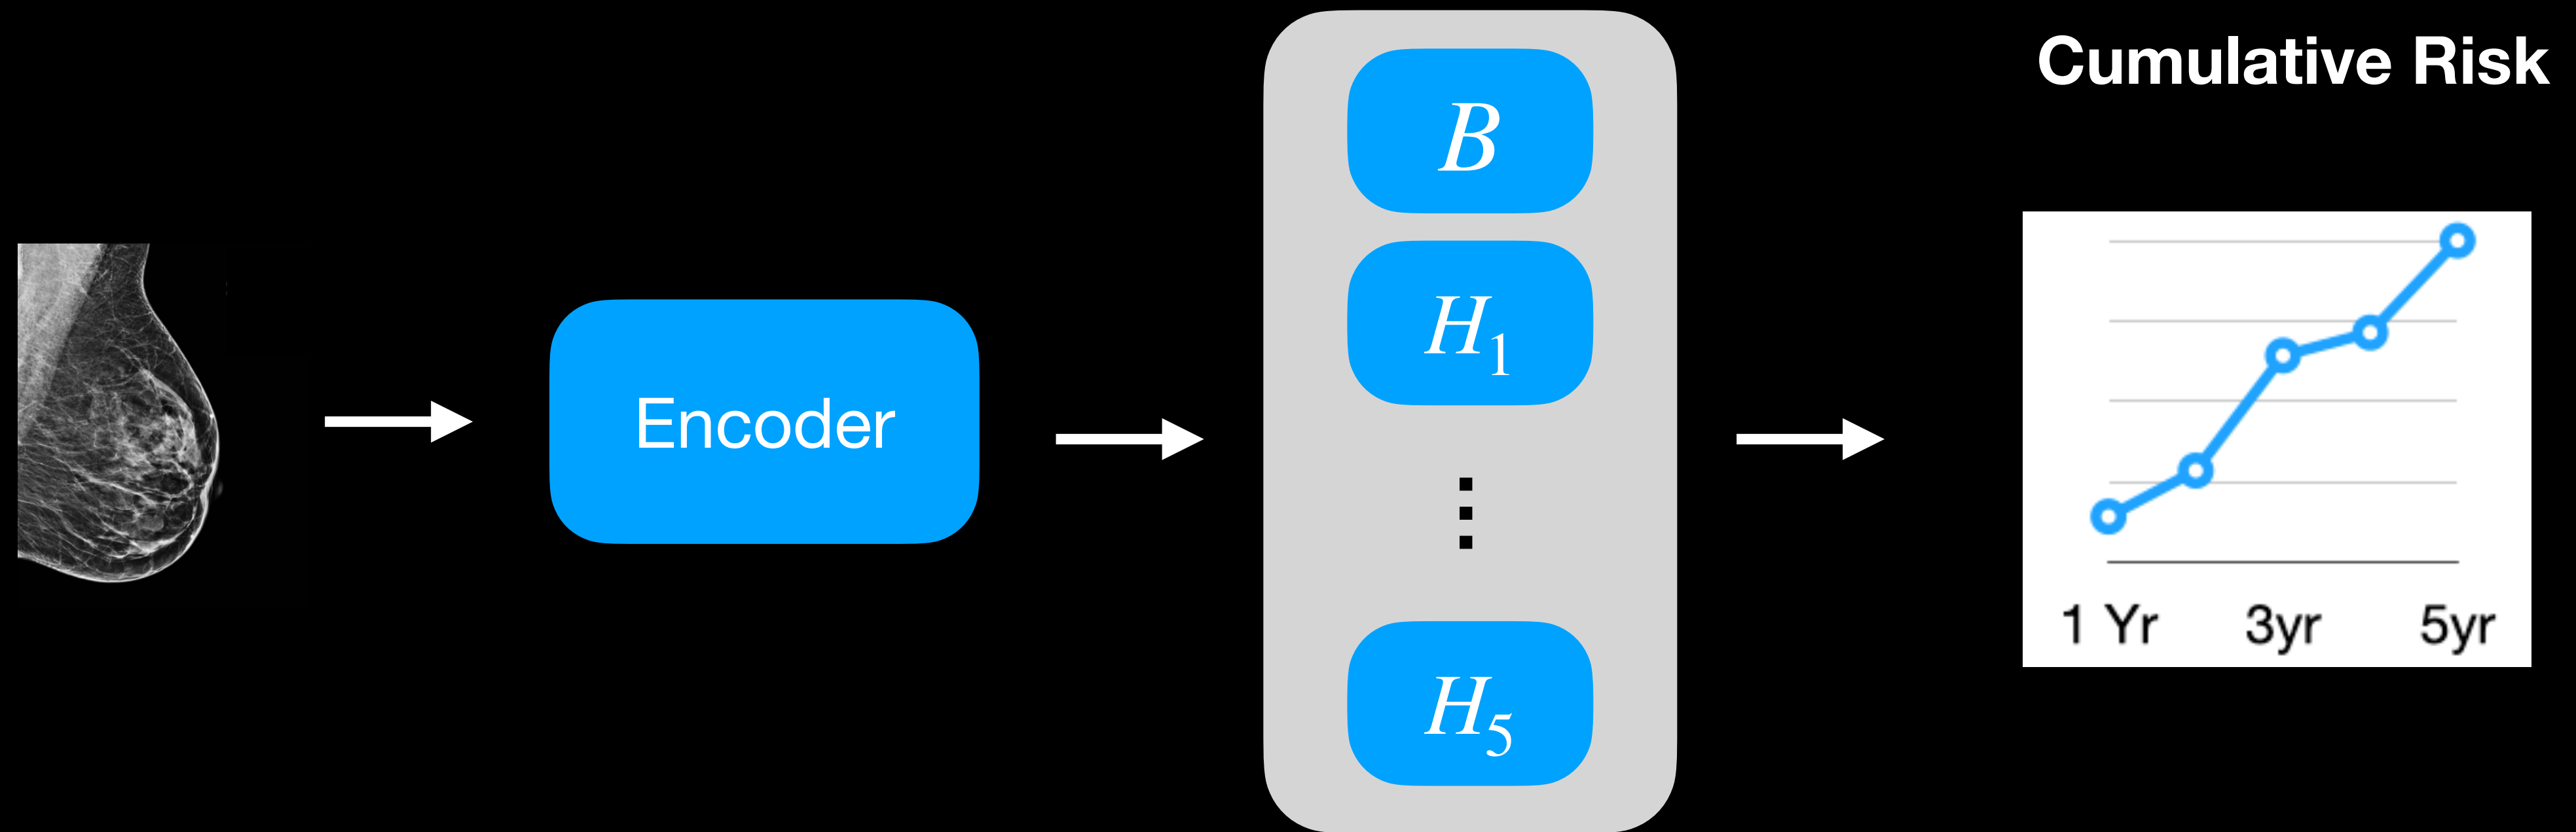 Cumulative Risk
Encoder
B
H₁
⋮
H₅
1 Yr 3yr 5yr